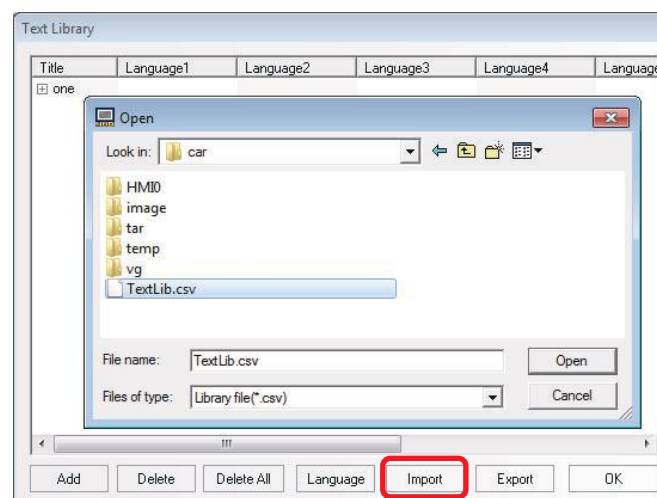 Text Library
Title Language1 Language2 Language3 Language4 Language
one
Open
Look in: car
HMI0
image
tar
temp
vg
TextLib.csv
File name: TextLib.csv Open
Files of type: Library file(*.csv) Cancel
Add Delete Delete All Language Import Export OK